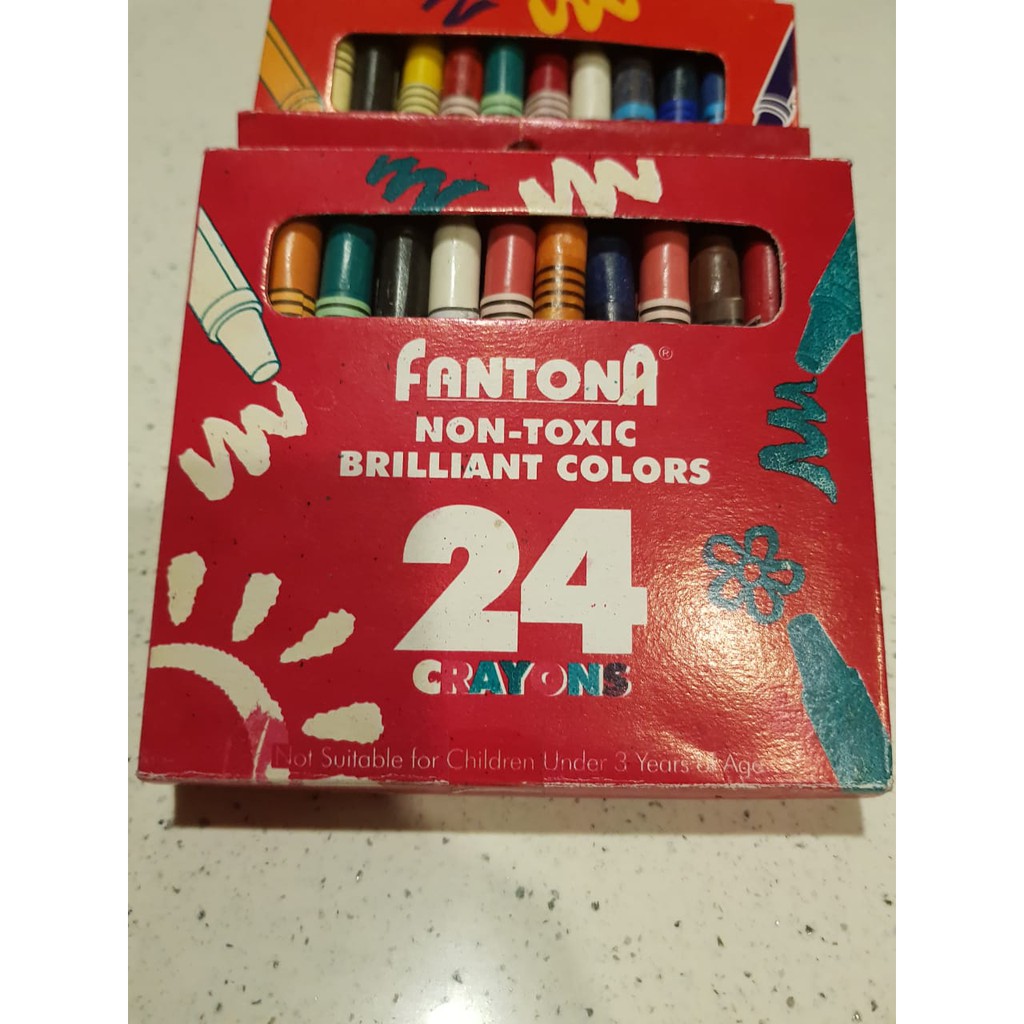 FANTONA®
NON-TOXIC
BRILLIANT COLORS
24
CRAYONS
Not Suitable for Children Under 3 Years of Age